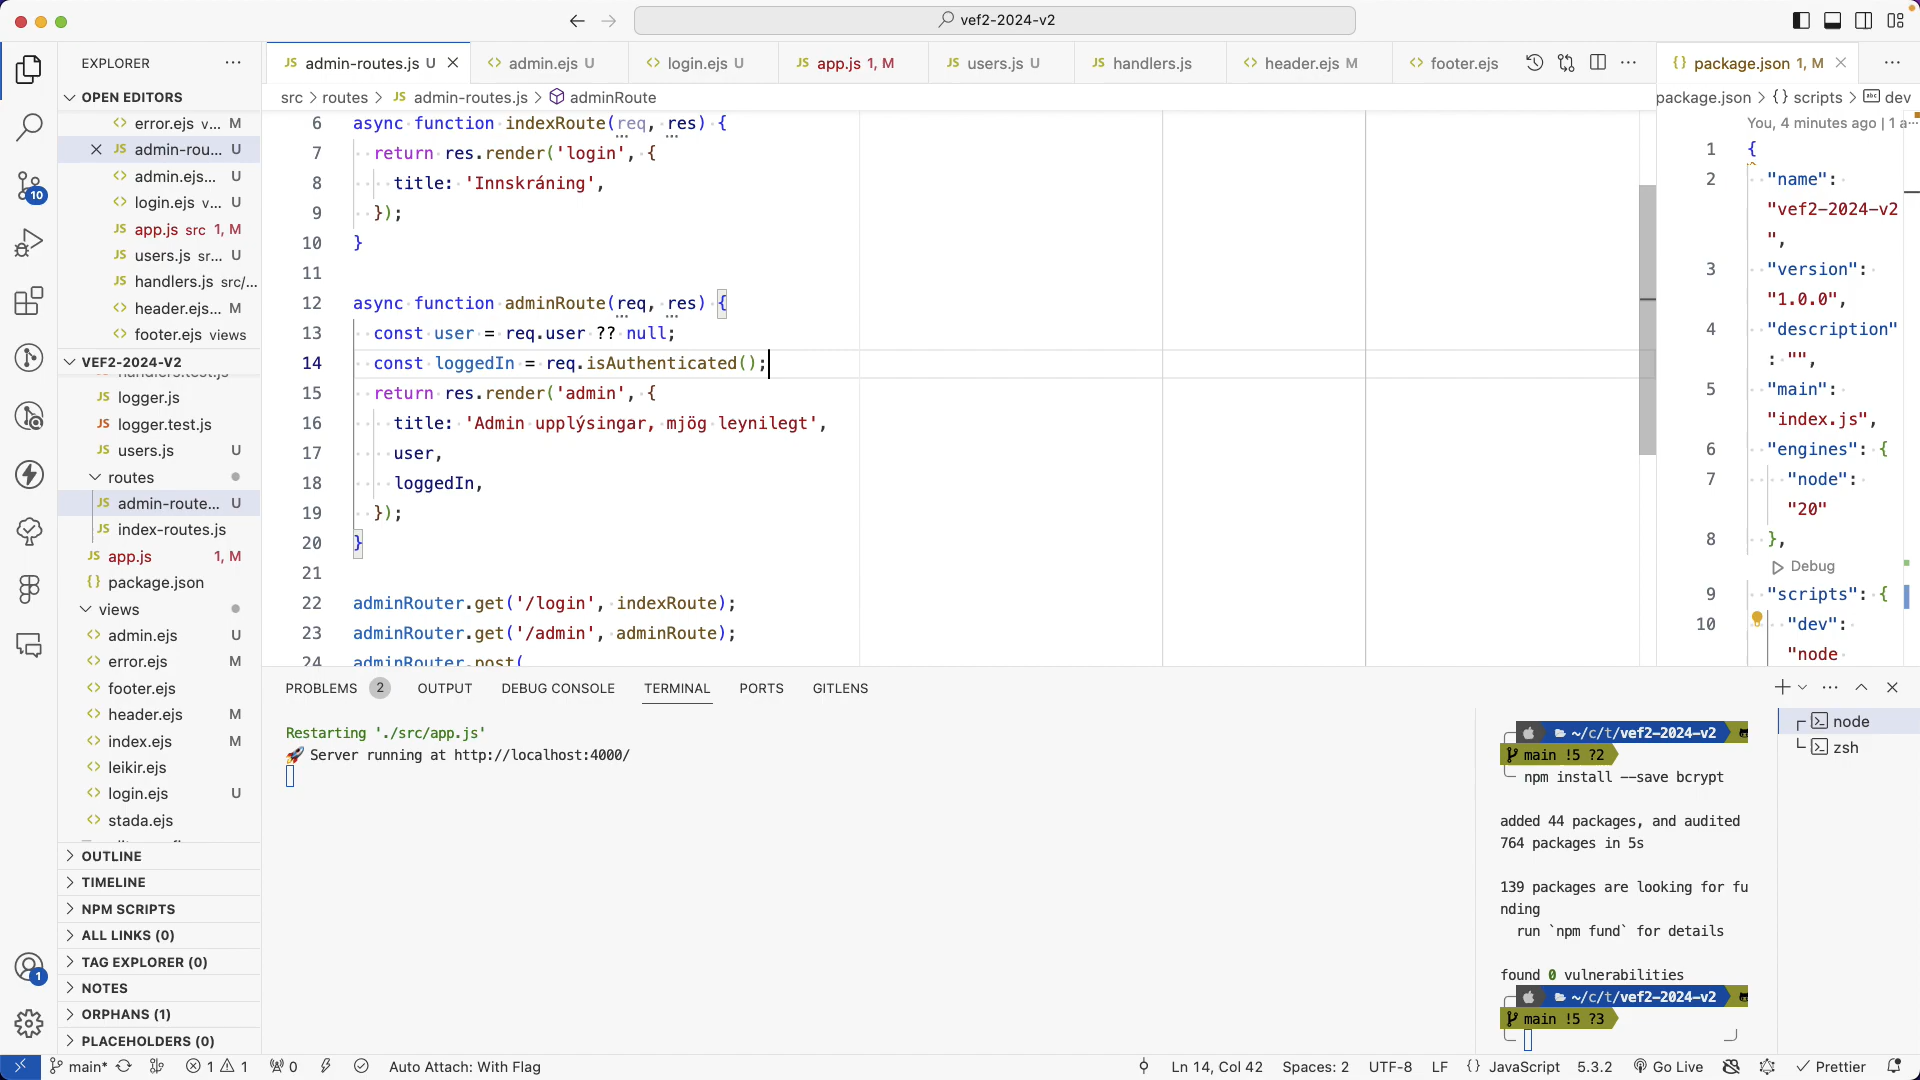 vef2-2024-v2
EXPLORER
OPEN EDITORS
error.ejs v... M
admin-rou... U
admin.ejs... U
login.ejs v... U
app.js src 1, M
users.js sr... U
handlers.js src/...
header.ejs... M
footer.ejs views
VEF2-2024-V2
handlers.test.js
logger.js
logger.test.js
users.js U
routes
admin-route... U
index-routes.js
app.js 1, M
package.json
views
admin.ejs U
error.ejs M
footer.ejs
header.ejs M
index.ejs M
leikir.ejs
login.ejs U
stada.ejs
OUTLINE
TIMELINE
NPM SCRIPTS
ALL LINKS (0)
TAG EXPLORER (0)
NOTES
ORPHANS (1)
PLACEHOLDERS (0)
10
1
admin-routes.js U
admin.ejs U
login.ejs U
app.js 1, M
users.js U
handlers.js
header.ejs M
footer.ejs
src > routes > JS admin-routes.js > adminRoute
6 async function indexRoute(req, res) {
7 return res.render('login', {
8 title: 'Innskráning',
9 });
10 }
11
12 async function adminRoute(req, res) {
13 const user = req.user ?? null;
14 const loggedIn = req.isAuthenticated();
15 return res.render('admin', {
16 title: 'Admin upplýsingar, mjög leynilegt',
17 user,
18 loggedIn,
19 });
20 }
21
22 adminRouter.get('/login', indexRoute);
23 adminRouter.get('/admin', adminRoute);
24 adminRouter.post(
package.json 1, M
package.json > {} scripts > dev
You, 4 minutes ago | 1 a...
1 {
2 "name":
"vef2-2024-v2
",
3 "version":
"1.0.0",
4 "description"
: "",
5 "main":
"index.js",
6 "engines": {
7 "node":
"20"
8 },
Debug
9 "scripts": {
10 "dev":
"node
PROBLEMS 2 OUTPUT DEBUG CONSOLE TERMINAL PORTS GITLENS
Restarting './src/app.js'
🚀 Server running at http://localhost:4000/
~/c/t/vef2-2024-v2
main !5 ?2
npm install --save bcrypt
added 44 packages, and audited
764 packages in 5s
139 packages are looking for fu
nding
run `npm fund` for details
found 0 vulnerabilities
~/c/t/vef2-2024-v2
main !5 ?3
node
zsh
main* 1 1 0 Auto Attach: With Flag Ln 14, Col 42 Spaces: 2 UTF-8 LF {} JavaScript 5.3.2 Go Live Prettier